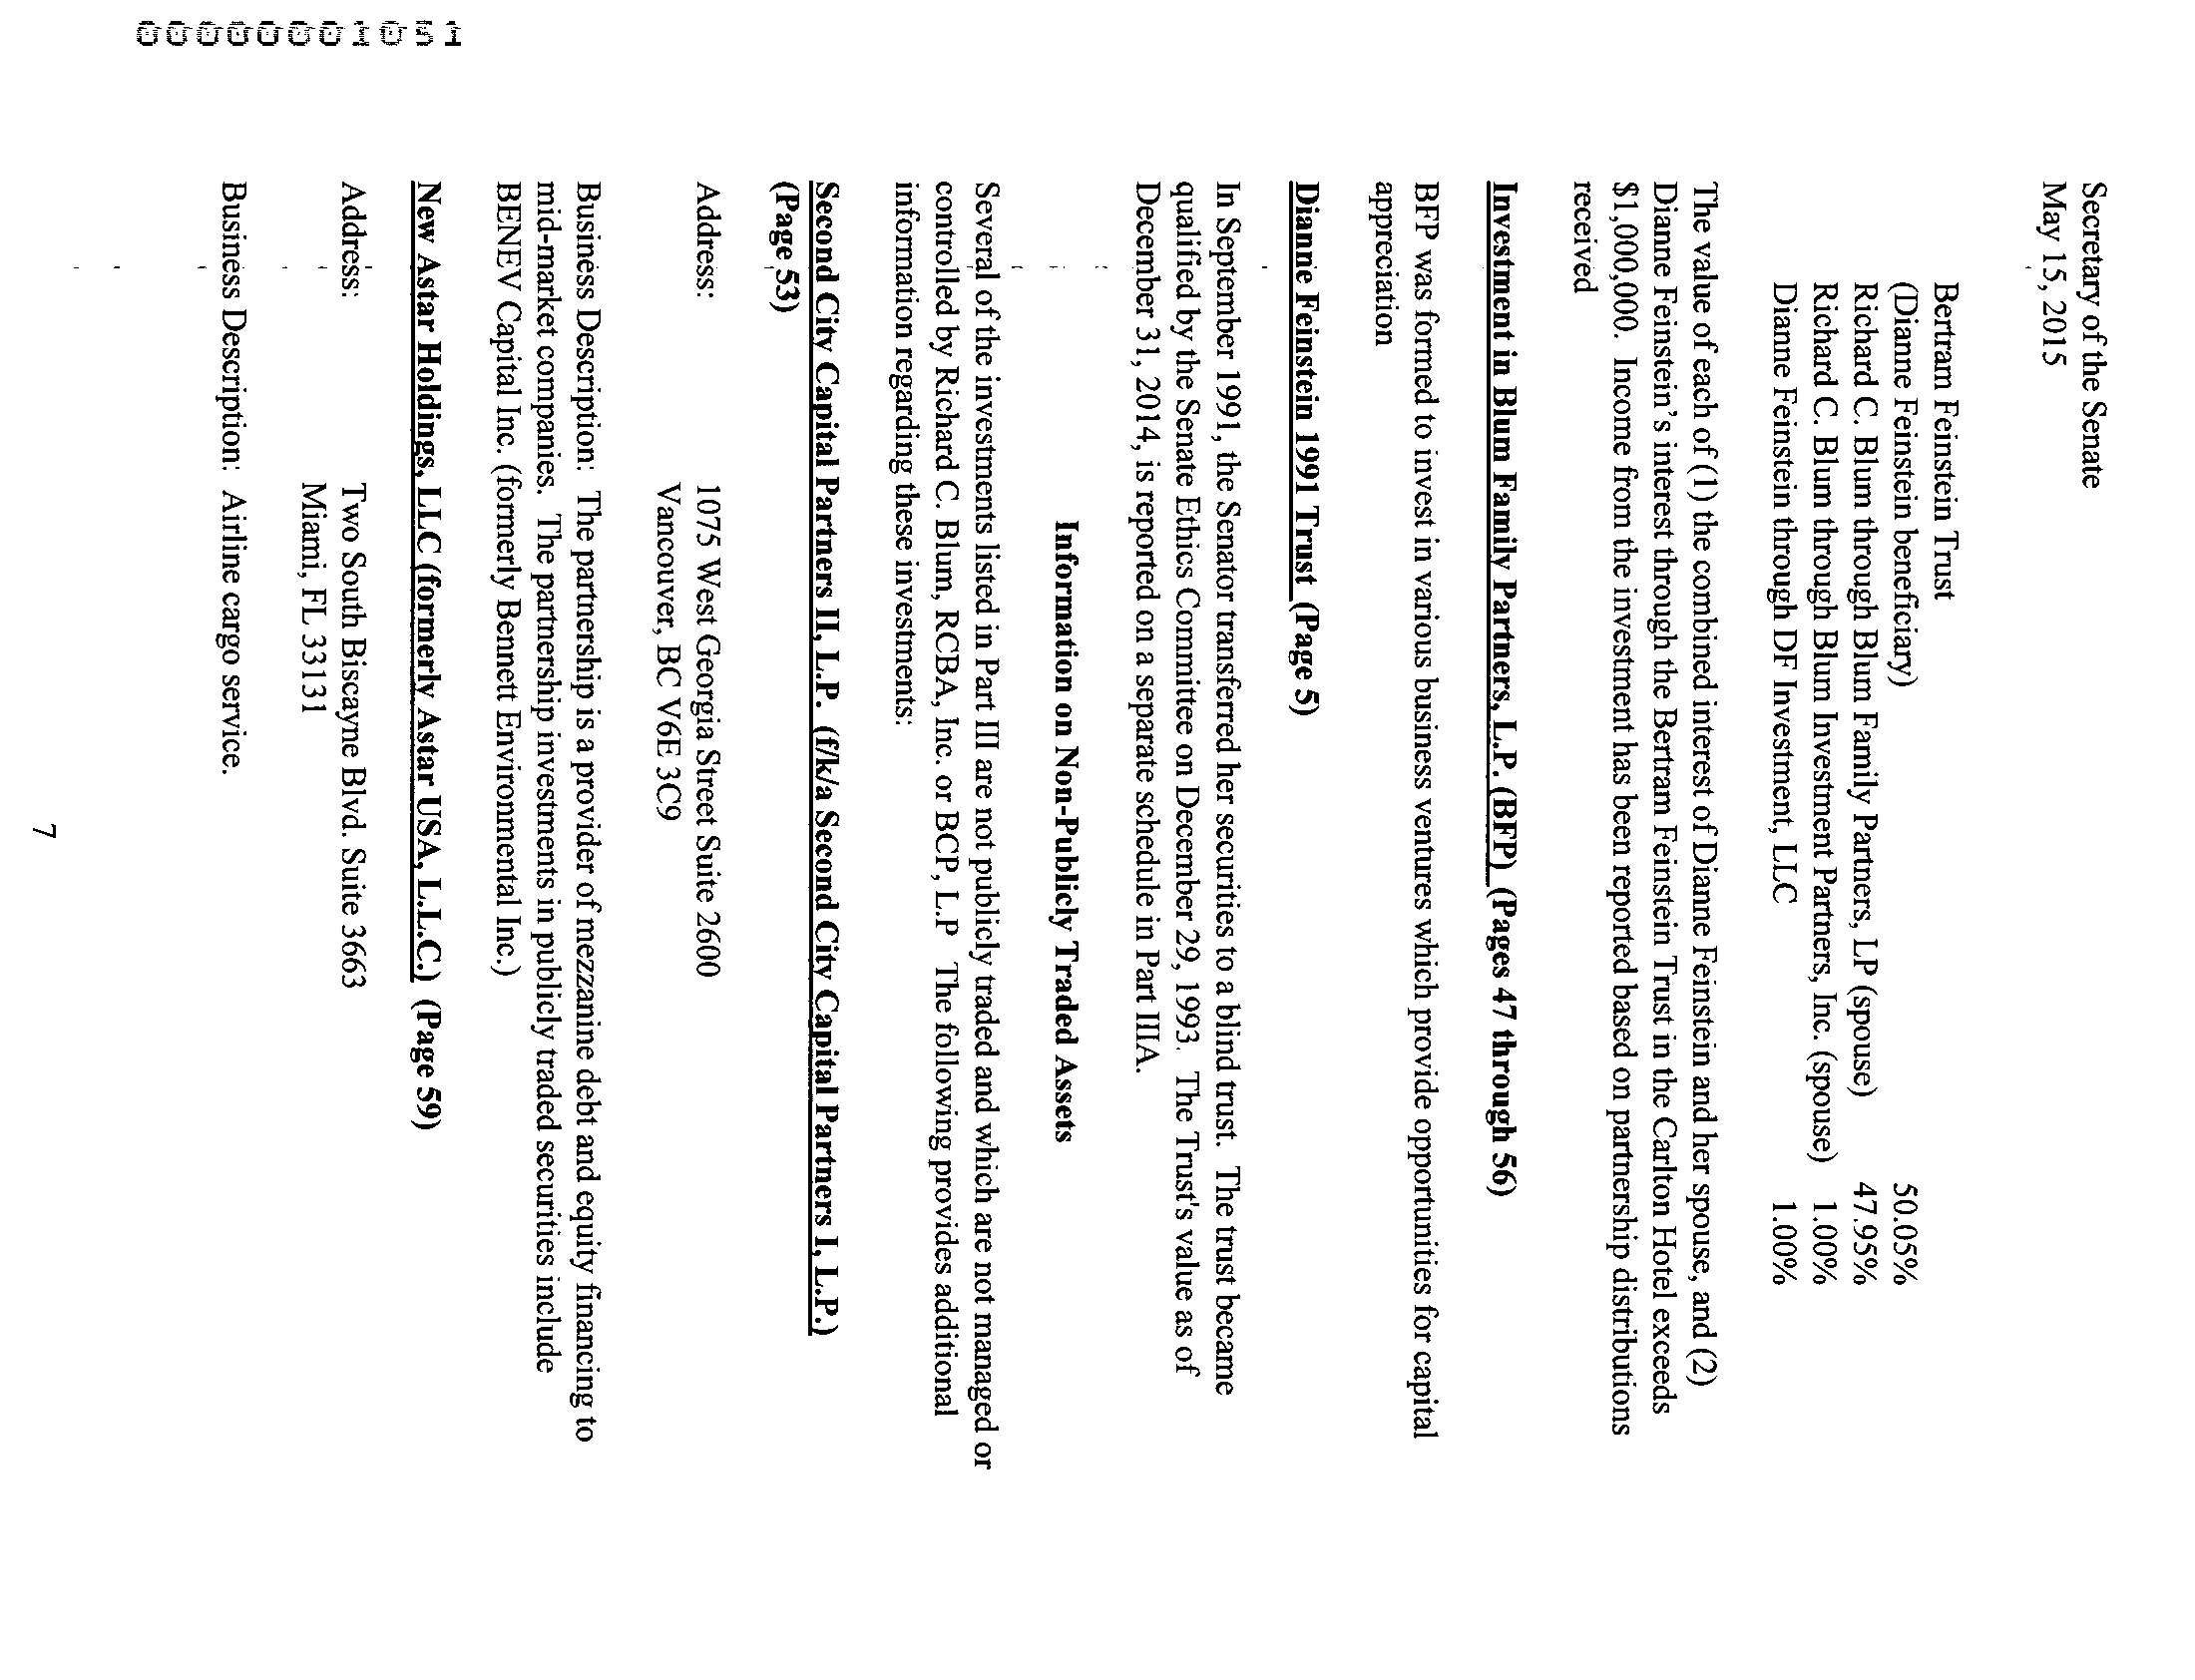 Secretary of the Senate
May 15, 2015
Bertram Feinstein Trust
(Dianne Feinstein beneficiary) 50.05%
Richard C. Blum through Blum Family Partners, LP (spouse) 47.95%
Richard C. Blum through Blum Investment Partners, Inc. (spouse) 1.00%
Dianne Feinstein through DF Investment, LLC 1.00%
The value of each of (1) the combined interest of Dianne Feinstein and her spouse, and (2)
Dianne Feinstein's interest through the Bertram Feinstein Trust in the Carlton Hotel exceeds
$1,000,000. Income from the investment has been reported based on partnership distributions
received
Investment in Blum Family Partners, L.P. (BFP) (Pages 47 through 56)
BFP was formed to invest in various business ventures which provide opportunities for capital
appreciation
Dianne Feinstein 1991 Trust (Page 5)
In September 1991, the Senator transferred her securities to a blind trust. The trust became
qualified by the Senate Ethics Committee on December 29, 1993. The Trust's value as of
December 31, 2014, is reported on a separate schedule in Part IIIA.
Information on Non-Publicly Traded Assets
Several of the investments listed in Part III are not publicly traded and which are not managed or
controlled by Richard C. Blum, RCBA, Inc. or BCP, L.P The following provides additional
information regarding these investments:
Second City Capital Partners II, L.P. (f/k/a Second City Capital Partners I, L.P.)
(Page 53)
Address: 1075 West Georgia Street Suite 2600
Vancouver, BC V6E 3C9
Business Description: The partnership is a provider of mezzanine debt and equity financing to
mid-market companies. The partnership investments in publicly traded securities include
BENEV Capital Inc. (formerly Bennett Environmental Inc.)
New Astar Holdings, LLC (formerly Astar USA, L.L.C.) (Page 59)
Address: Two South Biscayne Blvd. Suite 3663
Miami, FL 33131
Business Description: Airline cargo service.
7
00000001051